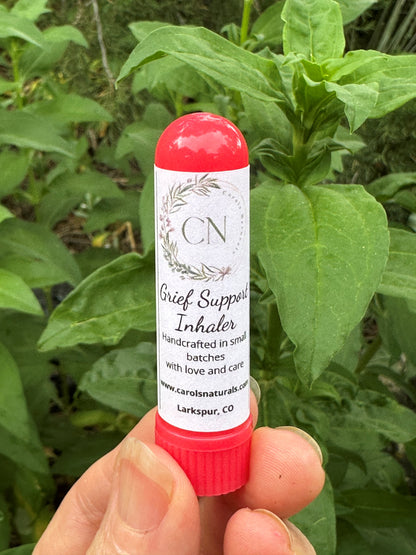 CN
Grief Support
Inhaler
Handcrafted in small
batches
with love and care
www.carolsnaturals.com
Larkspur, CO